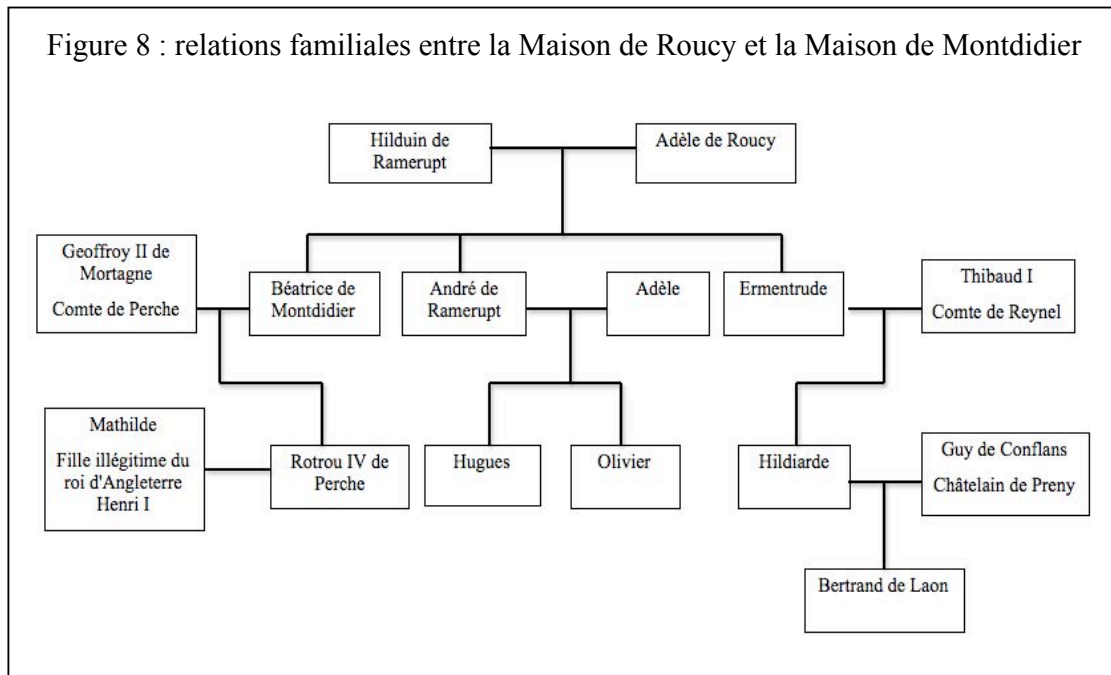 Figure 8 : relations familiales entre la Maison de Roucy et la Maison de Montdidier
Hilduin de
Ramerupt
Adèle de Roucy
Geoffroy II de
Mortagne
Comte de Perche
Béatrice de
Montdidier
André de
Ramerupt
Adèle
Ermentrude
Thibaud I
Comte de Reynel
Mathilde
Fille illégitime du
roi d'Angleterre
Henri I
Rotrou IV de
Perche
Hugues
Olivier
Hildiarde
Guy de Conflans
Châtelain de Preny
Bertrand de Laon